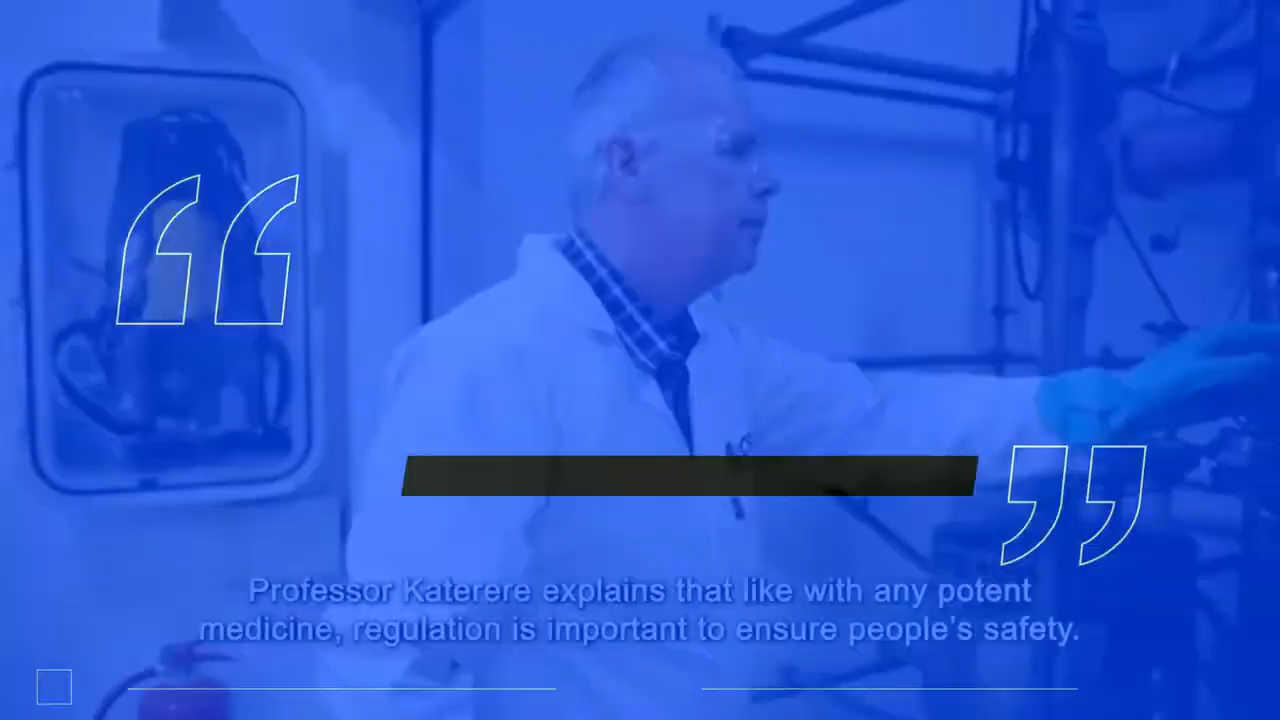 Professor Katerere explains that like with any potent
medicine, regulation is important to ensure people's safety.